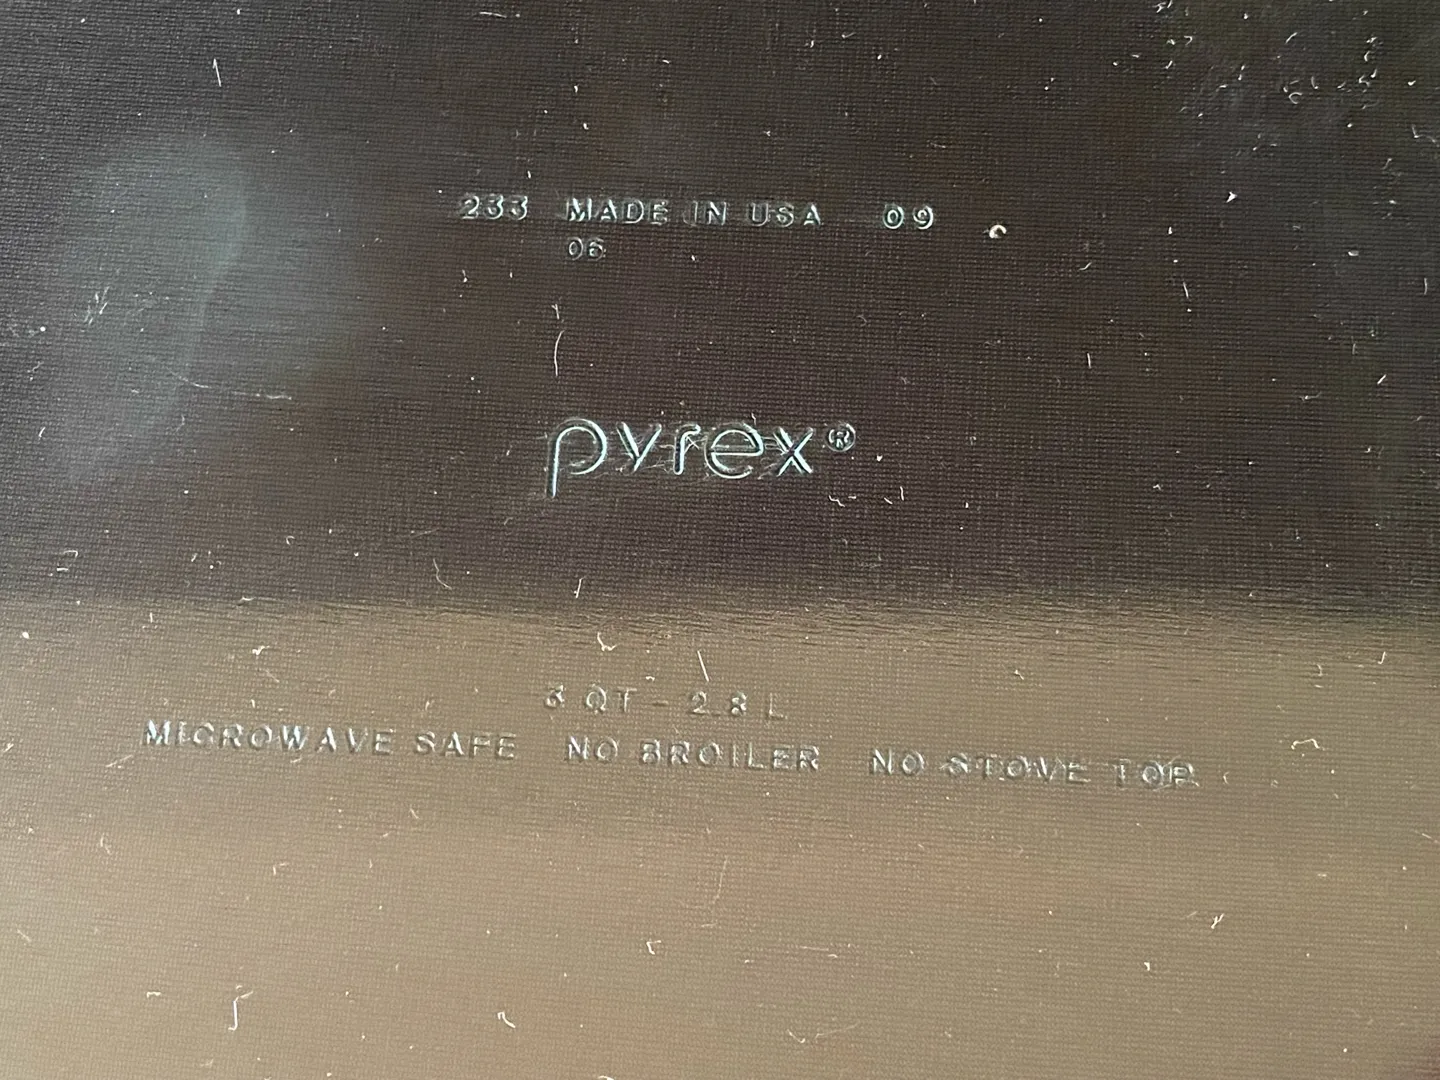 233 MADE IN USA 09
06
pyrex®
3 QT - 2.8 L
MICROWAVE SAFE NO BROILER NO STOVE TOP